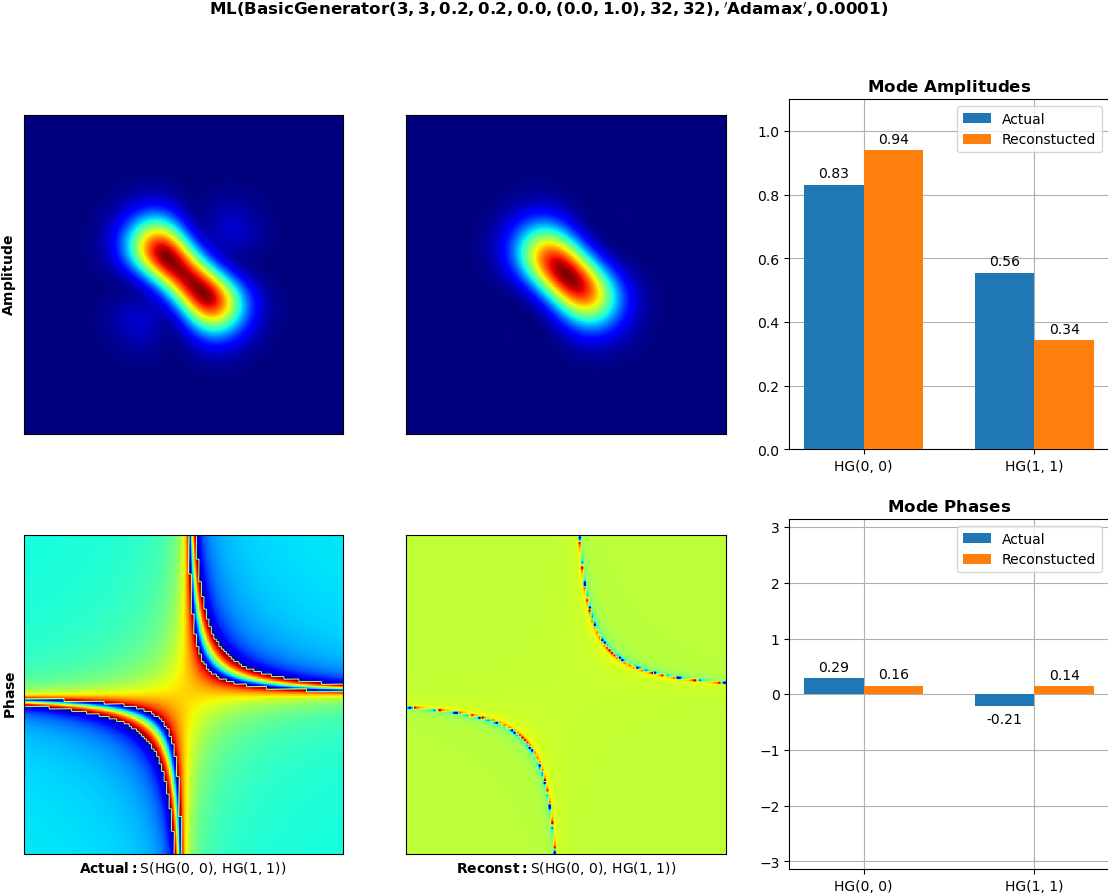 ML(BasicGenerator(3, 3, 0.2, 0.2, 0.0, (0.0, 1.0), 32, 32), ′Adamax′, 0.0001)
Mode Amplitudes
Amplitude
1.0
0.8
0.6
0.4
0.2
0.0
Actual
Reconstucted
0.83
0.94
0.56
0.34
HG(0, 0)
HG(1, 1)
Mode Phases
Phase
3
2
1
0
−1
−2
−3
Actual
Reconstucted
0.29
0.16
-0.21
0.14
HG(0, 0)
HG(1, 1)
Actual: S(HG(0, 0), HG(1, 1))
Reconst: S(HG(0, 0), HG(1, 1))